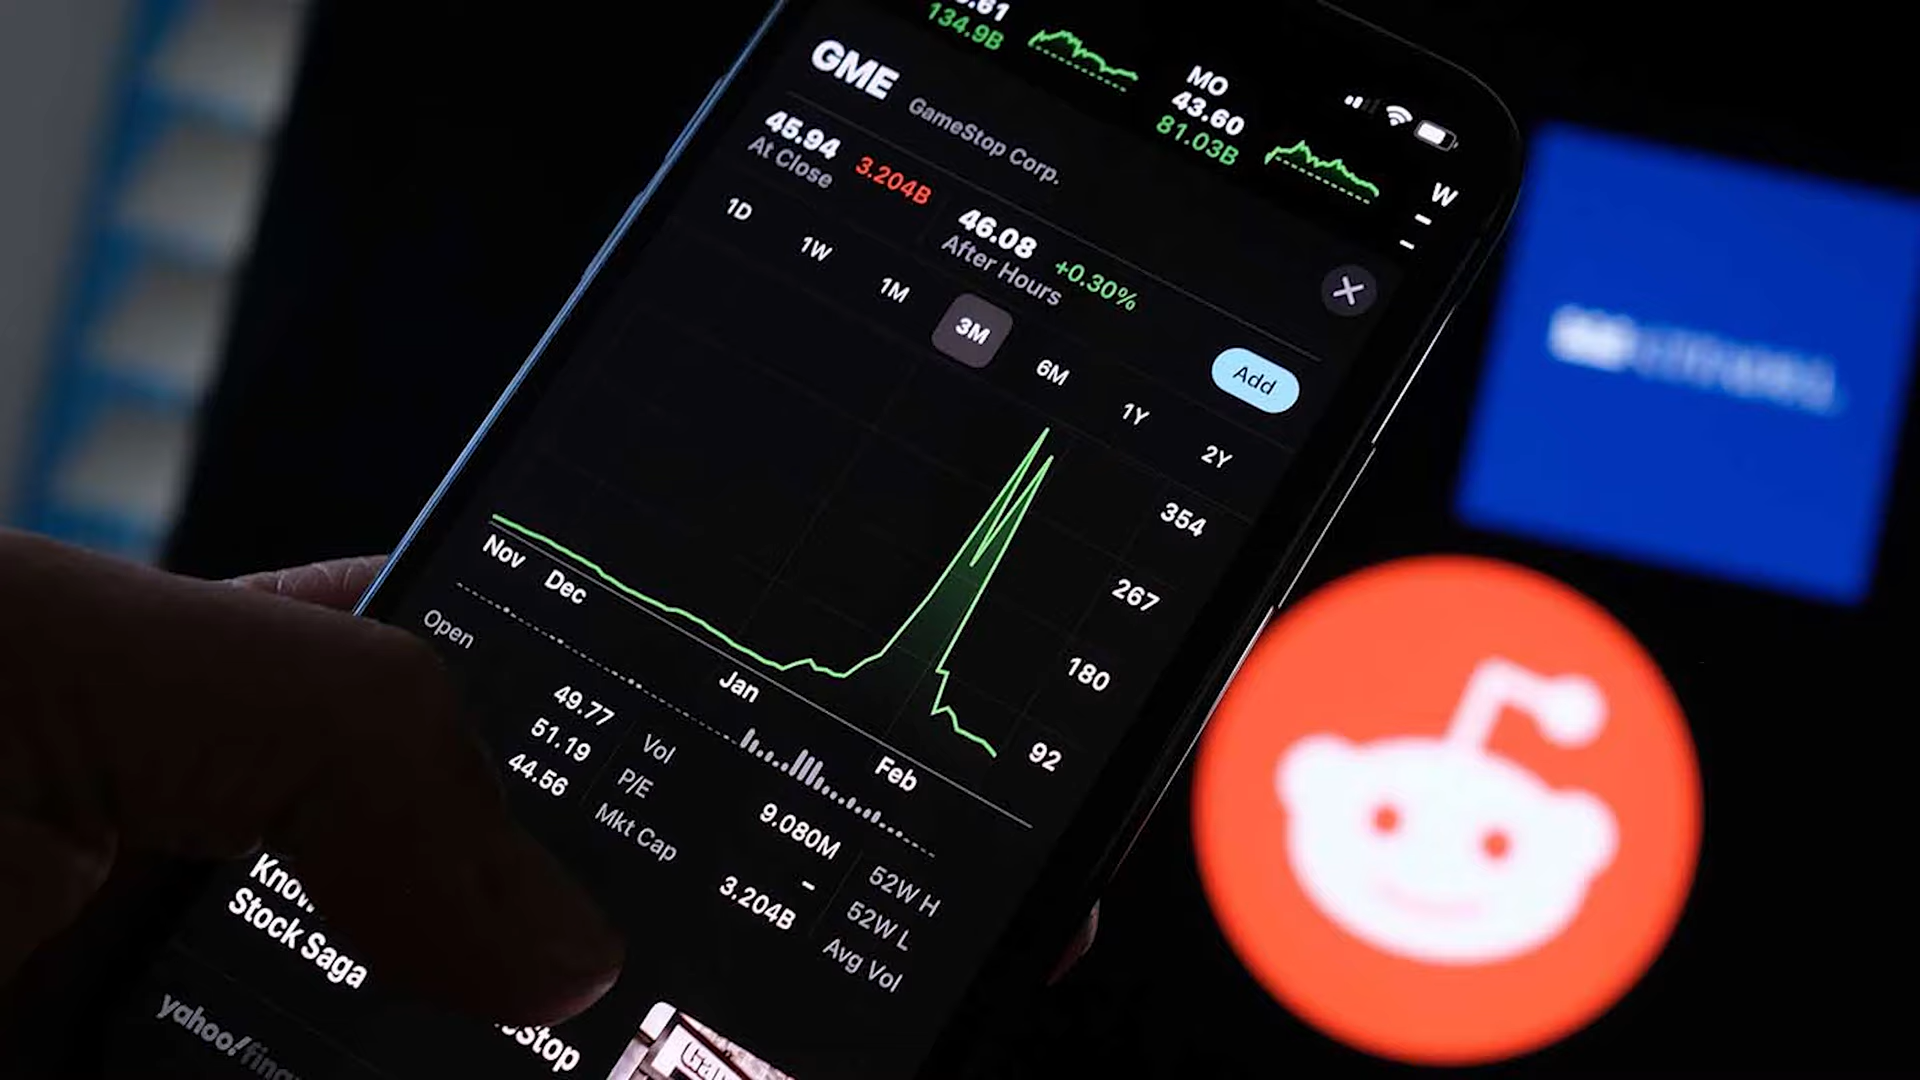 134.9B
MO
43.60
81.03B
W
GME GameStop Corp.
45.94 3.204B
At Close
46.08 +0.30%
After Hours
1D 1W 1M 3M 6M 1Y 2Y
Add
354
267
180
92
Nov Dec Jan Feb
Open
49.77
51.19
44.56
Vol
P/E
Mkt Cap
9.080M
-
3.204B
52W H
52W L
Avg Vol
Stock Saga
yahoo!